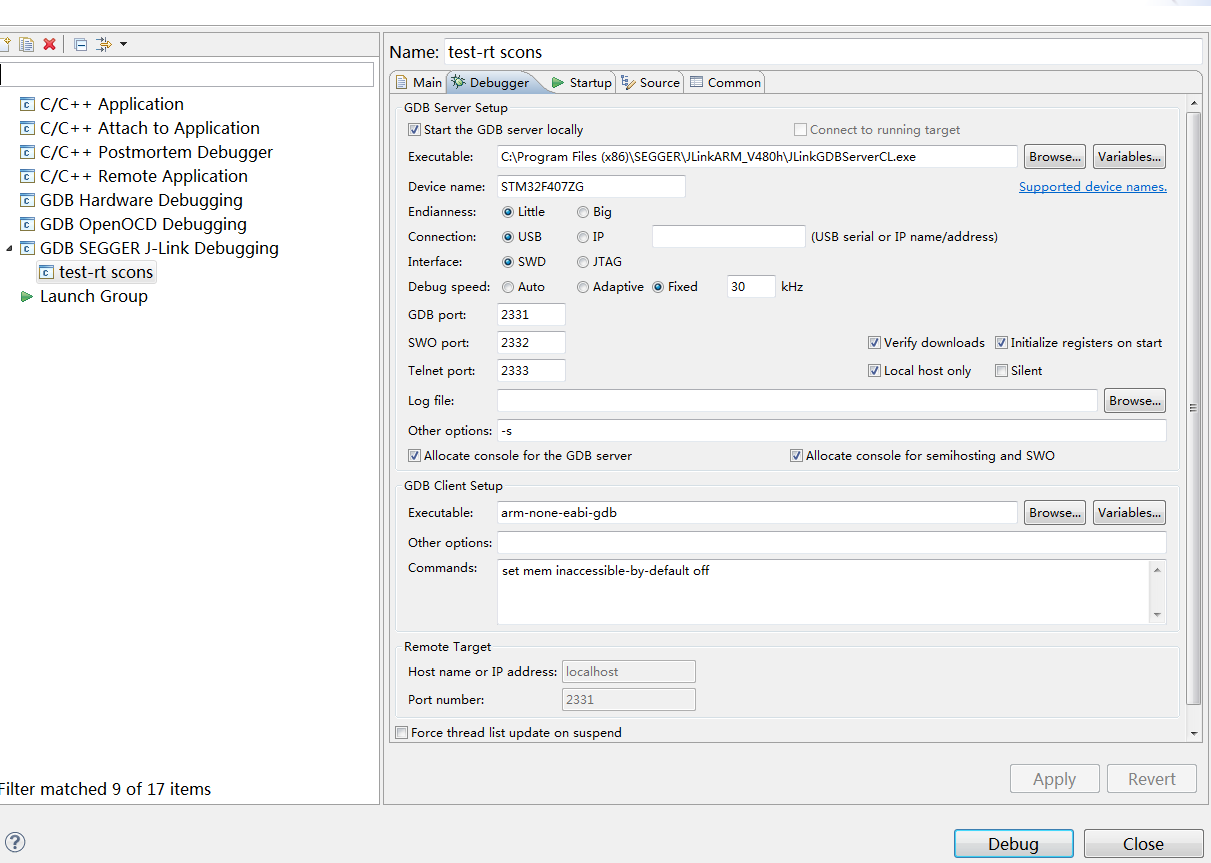 C/C++ Application
C/C++ Attach to Application
C/C++ Postmortem Debugger
C/C++ Remote Application
GDB Hardware Debugging
GDB OpenOCD Debugging
GDB SEGGER J-Link Debugging
test-rt scons
Launch Group
Filter matched 9 of 17 items
Name: test-rt scons
Main Debugger Startup Source Common
GDB Server Setup
Start the GDB server locally Connect to running target
Executable: C:\Program Files (x86)\SEGGER\JLinkARM_V480h\JLinkGDBServerCL.exe Browse... Variables...
Device name: STM32F407ZG Supported device names.
Endianness: Little Big
Connection: USB IP (USB serial or IP name/address)
Interface: SWD JTAG
Debug speed: Auto Adaptive Fixed 30 kHz
GDB port: 2331
SWO port: 2332 Verify downloads Initialize registers on start
Telnet port: 2333 Local host only Silent
Log file: Browse...
Other options: -s
Allocate console for the GDB server Allocate console for semihosting and SWO
GDB Client Setup
Executable: arm-none-eabi-gdb Browse... Variables...
Other options:
Commands: set mem inaccessible-by-default off
Remote Target
Host name or IP address: localhost
Port number: 2331
Force thread list update on suspend
Apply Revert
? Debug Close